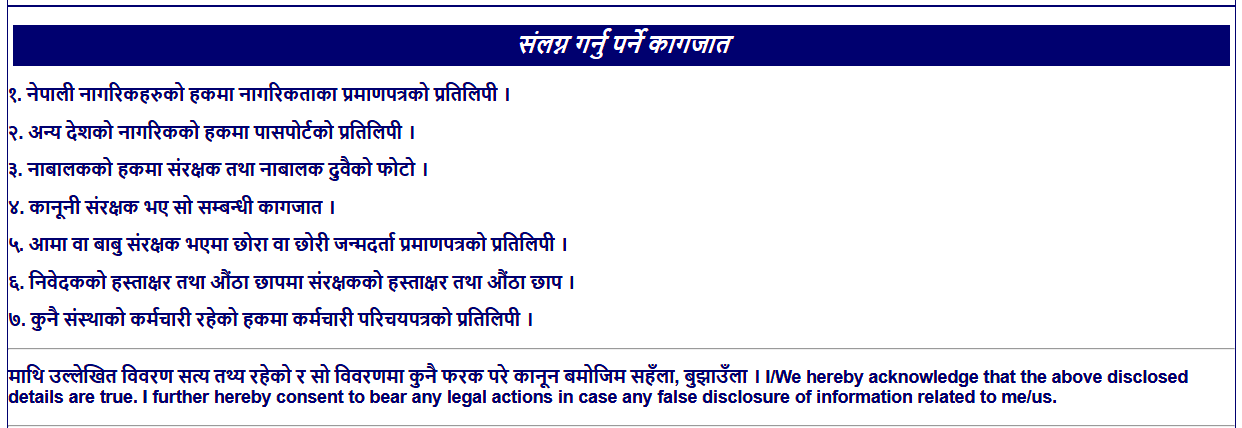 संलग्न गर्नु पर्ने कागजात
१. नेपाली नागरिकहरुको हकमा नागरिकताका प्रमाणपत्रको प्रतिलिपी ।
२. अन्य देशको नागरिकको हकमा पासपोर्टको प्रतिलिपी ।
३. नाबालकको हकमा संरक्षक तथा नाबालक दुवैको फोटो ।
४. कानूनी संरक्षक भए सो सम्बन्धी कागजात ।
५. आमा वा बाबु संरक्षक भएमा छोरा वा छोरी जन्मदर्ता प्रमाणपत्रको प्रतिलिपी ।
६. निवेदकको हस्ताक्षर तथा औंठा छापमा संरक्षकको हस्ताक्षर तथा औंठा छाप ।
७. कुनै संस्थाको कर्मचारी रहेको हकमा कर्मचारी परिचयपत्रको प्रतिलिपी ।
माथि उल्लेखित विवरण सत्य तथ्य रहेको र सो विवरणमा कुनै फरक परे कानून बमोजिम सहुँला, बुझाउँला । I/We hereby acknowledge that the above disclosed
details are true. I further hereby consent to bear any legal actions in case any false disclosure of information related to me/us.